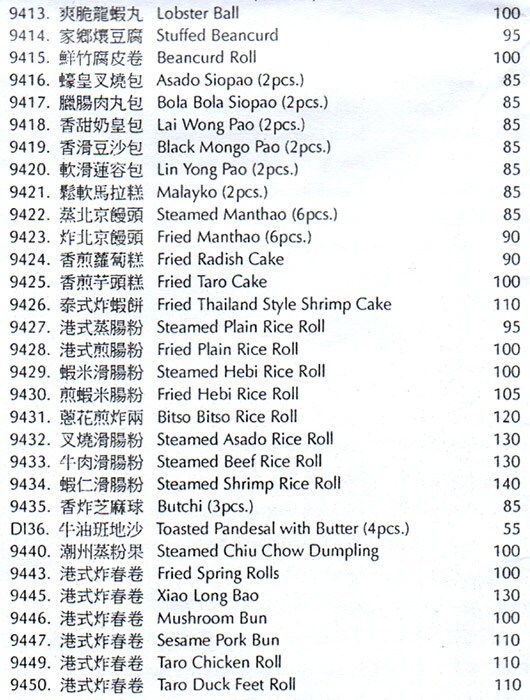 9413. 爽脆龍蝦丸 Lobster Ball 100
9414. 家鄉燶豆腐 Stuffed Beancurd 95
9415. 鮮竹腐皮卷 Beancurd Roll 100
9416. 蠔皇叉燒包 Asado Siopao (2pcs.) 85
9417. 臘腸肉丸包 Bola Bola Siopao (2pcs.) 85
9418. 香甜奶皇包 Lai Wong Pao (2pcs.) 85
9419. 香滑豆沙包 Black Mongo Pao (2pcs.) 85
9420. 軟滑蓮容包 Lin Yong Pao (2pcs.) 85
9421. 鬆軟馬拉糕 Malayko (2pcs.) 85
9422. 蒸北京饅頭 Steamed Manthao (6pcs.) 85
9423. 炸北京饅頭 Fried Manthao (6pcs.) 90
9424. 香煎蘿蔔糕 Fried Radish Cake 90
9425. 香煎芋頭糕 Fried Taro Cake 100
9426. 泰式炸蝦餅 Fried Thailand Style Shrimp Cake 110
9427. 港式蒸腸粉 Steamed Plain Rice Roll 95
9428. 港式煎腸粉 Fried Plain Rice Roll 100
9429. 蝦米滑腸粉 Steamed Hebi Rice Roll 100
9430. 煎蝦米腸粉 Fried Hebi Rice Roll 105
9431. 蔥花煎炸兩 Bitso Bitso Rice Roll 120
9432. 叉燒滑腸粉 Steamed Asado Rice Roll 130
9433. 牛肉滑腸粉 Steamed Beef Rice Roll 130
9434. 蝦仁滑腸粉 Steamed Shrimp Rice Roll 140
9435. 香炸芝麻球 Butchi (3pcs.) 85
DI36. 牛油班地沙 Toasted Pandesal with Butter (4pcs.) 55
9440. 潮州蒸粉果 Steamed Chiu Chow Dumpling 100
9443. 港式炸春卷 Fried Spring Rolls 100
9445. 港式炸春卷 Xiao Long Bao 130
9446. 港式炸春卷 Mushroom Bun 100
9447. 港式炸春卷 Sesame Pork Bun 110
9449. 港式炸春卷 Taro Chicken Roll 110
9450. 港式炸春卷 Taro Duck Feet Roll 110